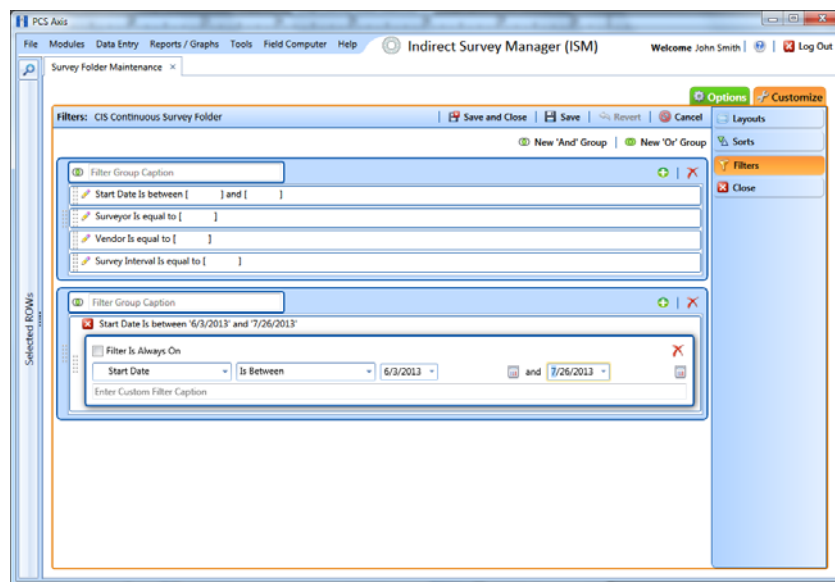 PCS Axis
File Modules Data Entry Reports / Graphs Tools Field Computer Help Indirect Survey Manager (ISM) Welcome John Smith | | Log Out
Survey Folder Maintenance ×
Options Customize
Filters: CIS Continuous Survey Folder | Save and Close | Save | Revert | Cancel
Layouts
New 'And' Group | New 'Or' Group
Sorts
Filters
Close
Filter Group Caption
Start Date Is between [ ] and [ ]
Surveyor Is equal to [ ]
Vendor Is equal to [ ]
Survey Interval Is equal to [ ]
Filter Group Caption
Start Date Is between '6/3/2013' and '7/26/2013'
Filter Is Always On
Start Date Is Between 6/3/2013 and 7/26/2013
Enter Custom Filter Caption
Selected ROWs